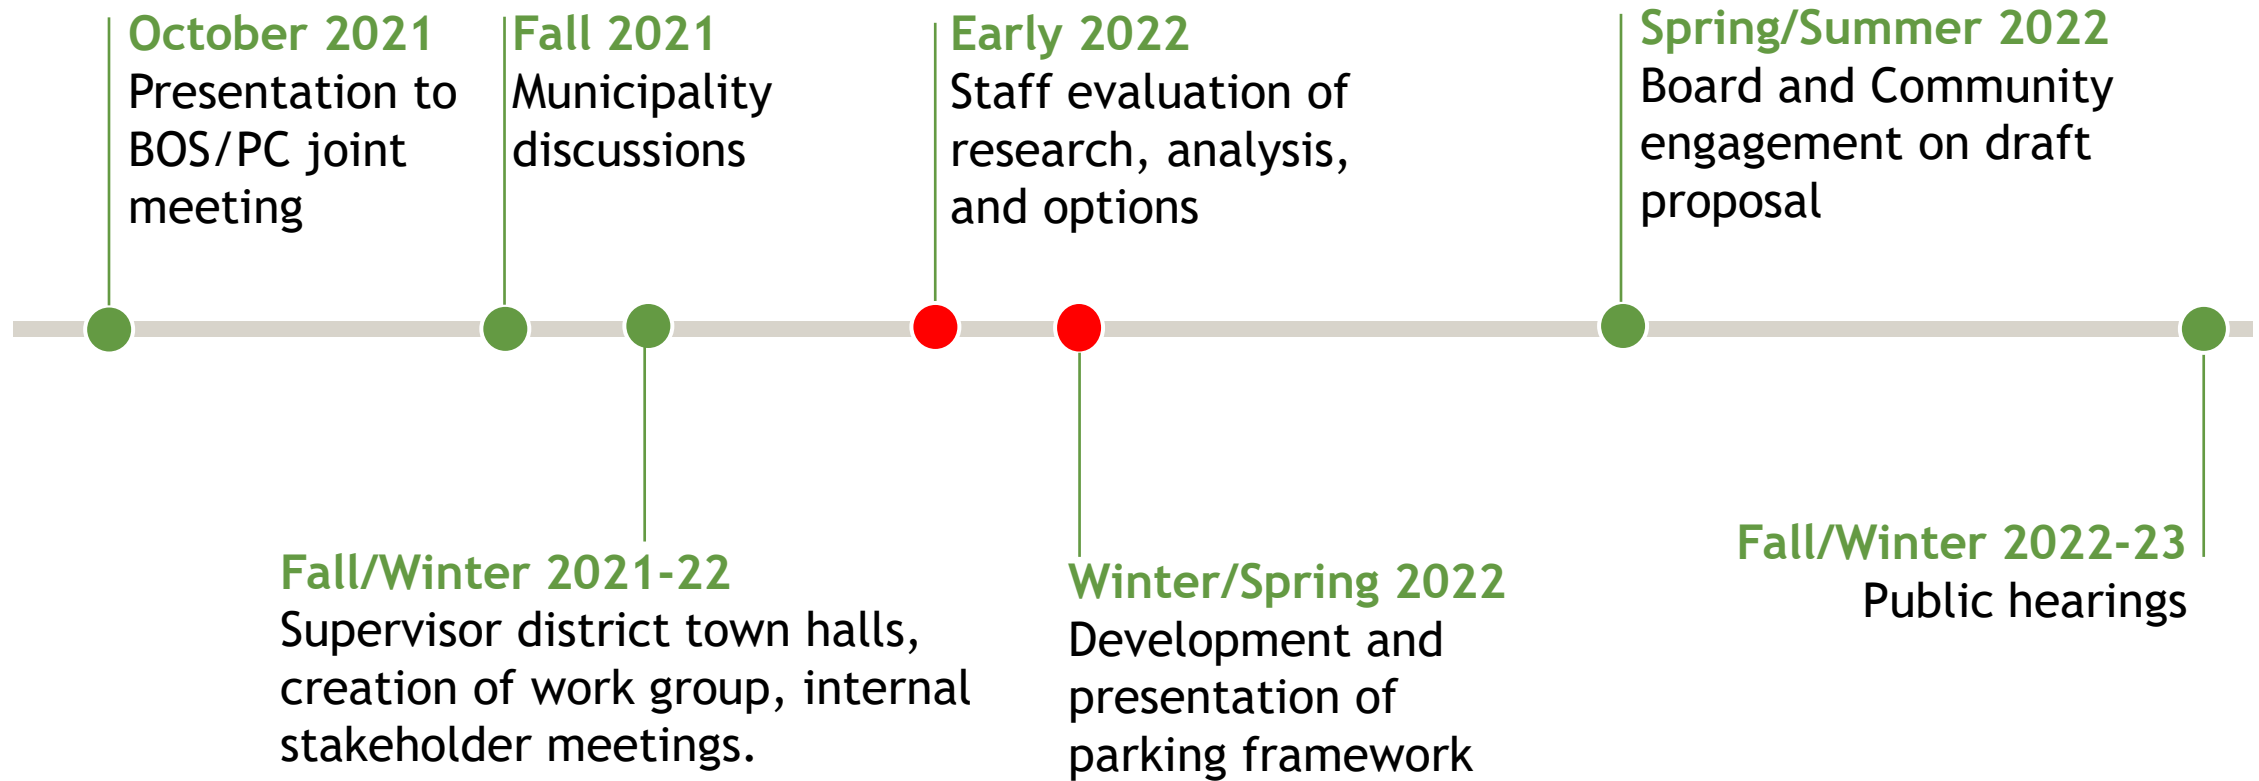 October 2021
Presentation to
BOS/PC joint
meeting
Fall 2021
Municipality
discussions
Early 2022
Staff evaluation of
research, analysis,
and options
Spring/Summer 2022
Board and Community
engagement on draft
proposal
Fall/Winter 2021-22
Supervisor district town halls,
creation of work group, internal
stakeholder meetings.
Winter/Spring 2022
Development and
presentation of
parking framework
Fall/Winter 2022-23
Public hearings